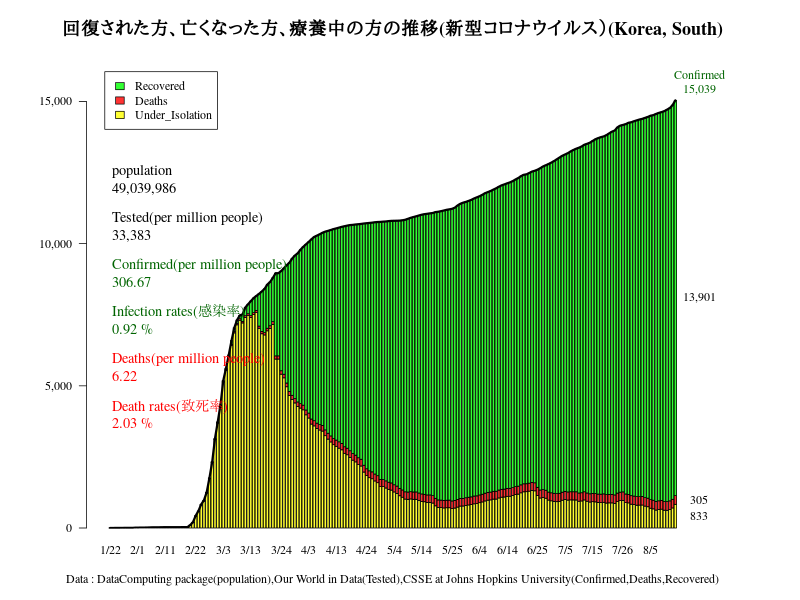 回復された方、亡くなった方、療養中の方の推移(新型コロナウイルス)(Korea, South)
Confirmed
15,039
Recovered
Deaths
Under_Isolation
15,000
10,000
5,000
0
population
49,039,986
Tested(per million people)
33,383
Confirmed(per million people)
306.67
Infection rates(感染率)
0.92 %
Deaths(per million people)
6.22
Death rates(致死率)
2.03 %
13,901
305
833
1/22 2/1 2/11 2/22 3/3 3/13 3/24 4/3 4/13 4/24 5/4 5/14 5/25 6/4 6/14 6/25 7/5 7/15 7/26 8/5
Data : DataComputing package(population),Our World in Data(Tested),CSSE at Johns Hopkins University(Confirmed,Deaths,Recovered)